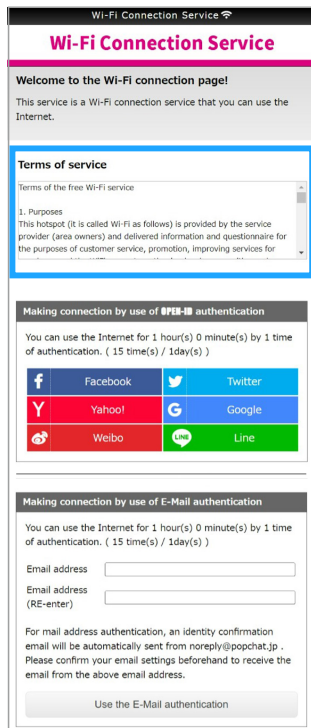 Wi-Fi Connection Service
Wi-Fi Connection Service
Welcome to the Wi-Fi connection page!
This service is a Wi-Fi connection service that you can use the
Internet.
Terms of service
Terms of the free Wi-Fi service
1. Purposes
This hotspot (it is called Wi-Fi as follows) is provided by the service
provider (area owners) and delivered information and questionnaire for
the purposes of customer service, promotion, improving services for
Making connection by use of OPEN-ID authentication
You can use the Internet for 1 hour(s) 0 minute(s) by 1 time
of authentication. ( 15 time(s) / 1day(s) )
Facebook
Twitter
Yahoo!
Google
Weibo
LINE Line
Making connection by use of E-Mail authentication
You can use the Internet for 1 hour(s) 0 minute(s) by 1 time
of authentication. ( 15 time(s) / 1day(s) )
Email address
Email address
(RE-enter)
For mail address authentication, an identity confirmation
email will be automatically sent from noreply@popchat.jp .
Please confirm your email settings beforehand to receive the
email from the above email address.
Use the E-Mail authentication